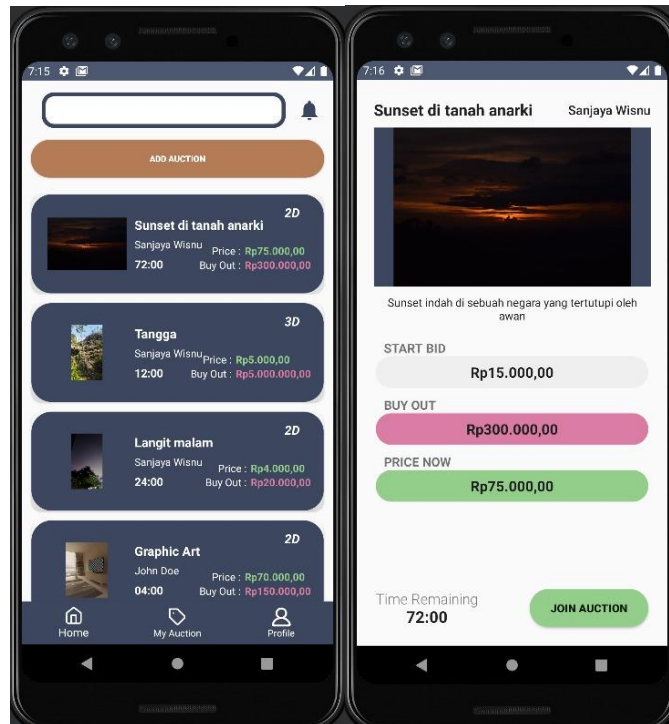 7:15
ADD AUCTION
2D
Sunset di tanah anarki
Sanjaya Wisnu
Price : Rp75.000,00
72:00
Buy Out : Rp300.000,00
3D
Tangga
Sanjaya Wisnu
Price : Rp5.000,00
12:00
Buy Out : Rp5.000.000,00
2D
Langit malam
Sanjaya Wisnu
Price : Rp4.000,00
24:00
Buy Out : Rp20.000,00
2D
Graphic Art
John Doe
Price : Rp70.000,00
04:00
Buy Out : Rp150.000,00
Home
My Auction
Profile
7:16
Sunset di tanah anarki
Sanjaya Wisnu
Sunset indah di sebuah negara yang tertutupi oleh
awan
START BID
Rp15.000,00
BUY OUT
Rp300.000,00
PRICE NOW
Rp75.000,00
Time Remaining
72:00
JOIN AUCTION